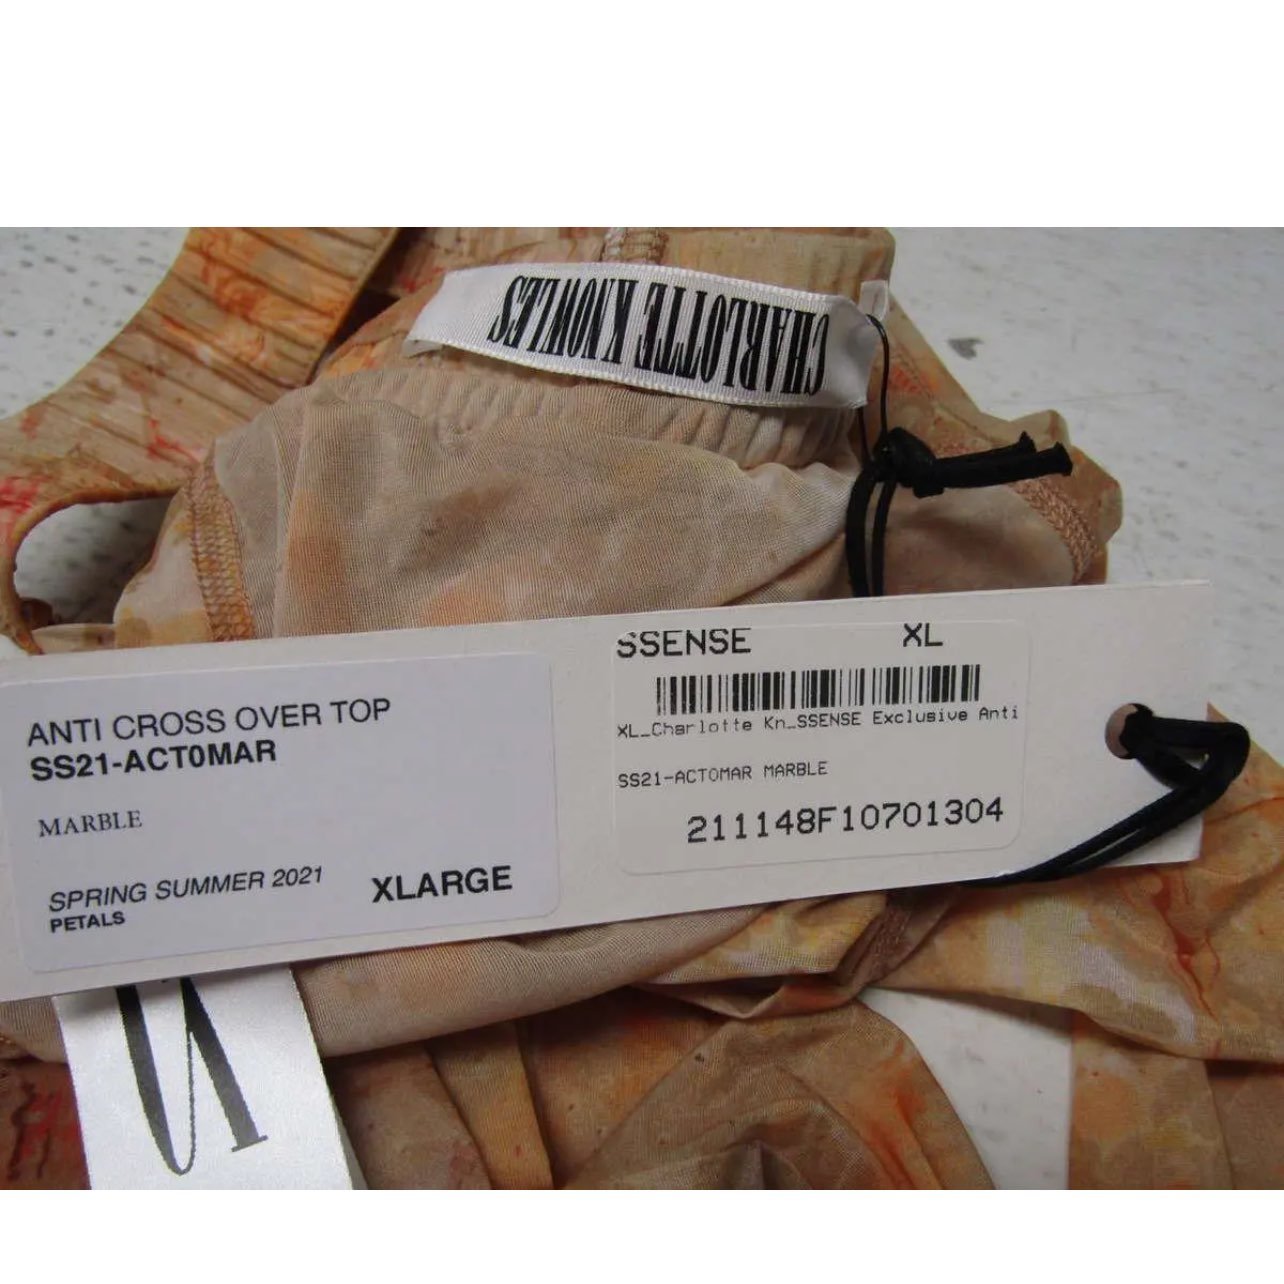 CHARLOTTE KNOWLES
ANTI CROSS OVER TOP
SS21-ACT0MAR
MARBLE
SPRING SUMMER 2021
PETALS
XLARGE
SSENSE XL
XL_Charlotte Kn_SSENSE Exclusive Anti
SS21-ACT0MAR MARBLE
211148F10701304